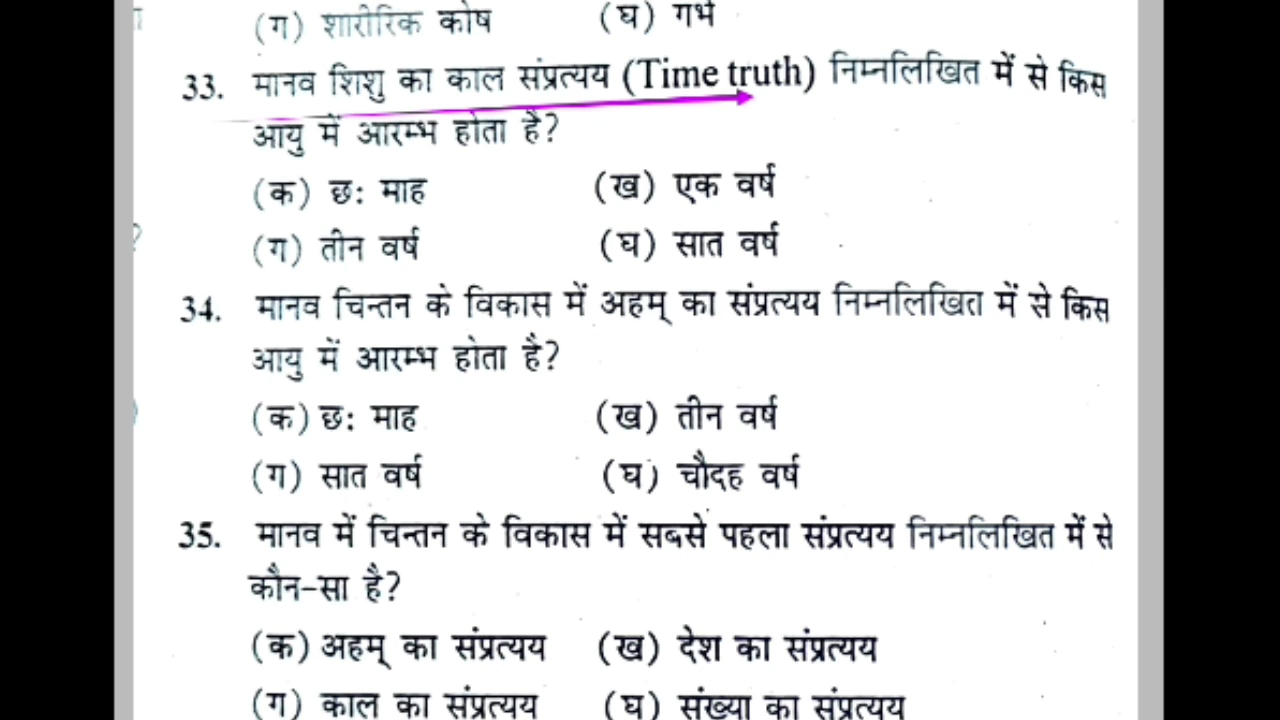 (ग) शारीरिक कोष (घ) गर्भ
33. मानव शिशु का काल संप्रत्यय (Time truth) निम्नलिखित में से किस
आयु में आरम्भ होता है?
(क) छ: माह (ख) एक वर्ष
(ग) तीन वर्ष (घ) सात वर्ष
34. मानव चिन्तन के विकास में अहम् का संप्रत्यय निम्नलिखित में से किस
आयु में आरम्भ होता है?
(क) छ: माह (ख) तीन वर्ष
(ग) सात वर्ष (घ) चौदह वर्ष
35. मानव में चिन्तन के विकास में सबसे पहला संप्रत्यय निम्नलिखित में से
कौन-सा है?
(क) अहम् का संप्रत्यय (ख) देश का संप्रत्यय
(ग) काल का संप्रत्यय (घ) संख्या का संप्रत्यय